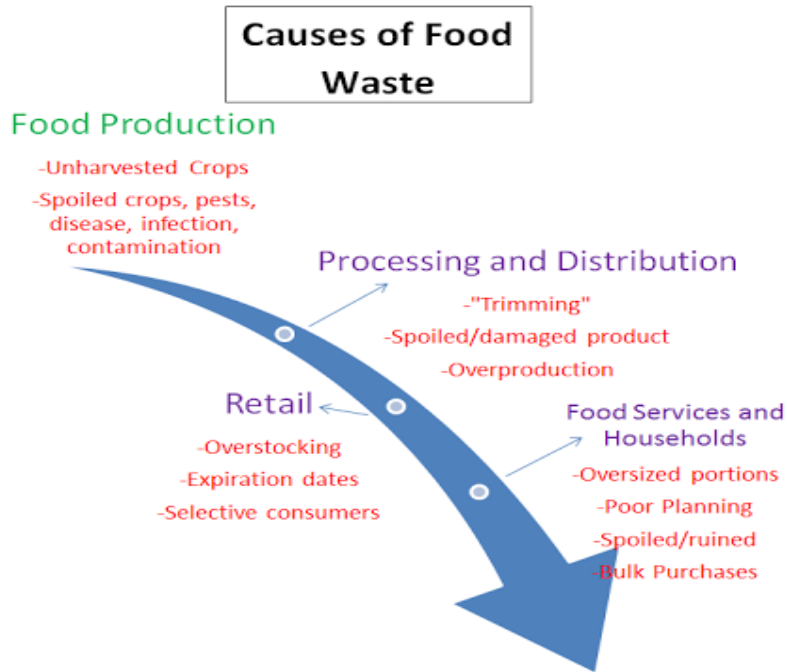 Causes of Food
Waste
Food Production
-Unharvested Crops
-Spoiled crops, pests,
disease, infection,
contamination
Processing and Distribution
-"Trimming"
-Spoiled/damaged product
-Overproduction
Retail
-Overstocking
-Expiration dates
-Selective consumers
Food Services and
Households
-Oversized portions
-Poor Planning
-Spoiled/ruined
-Bulk Purchases